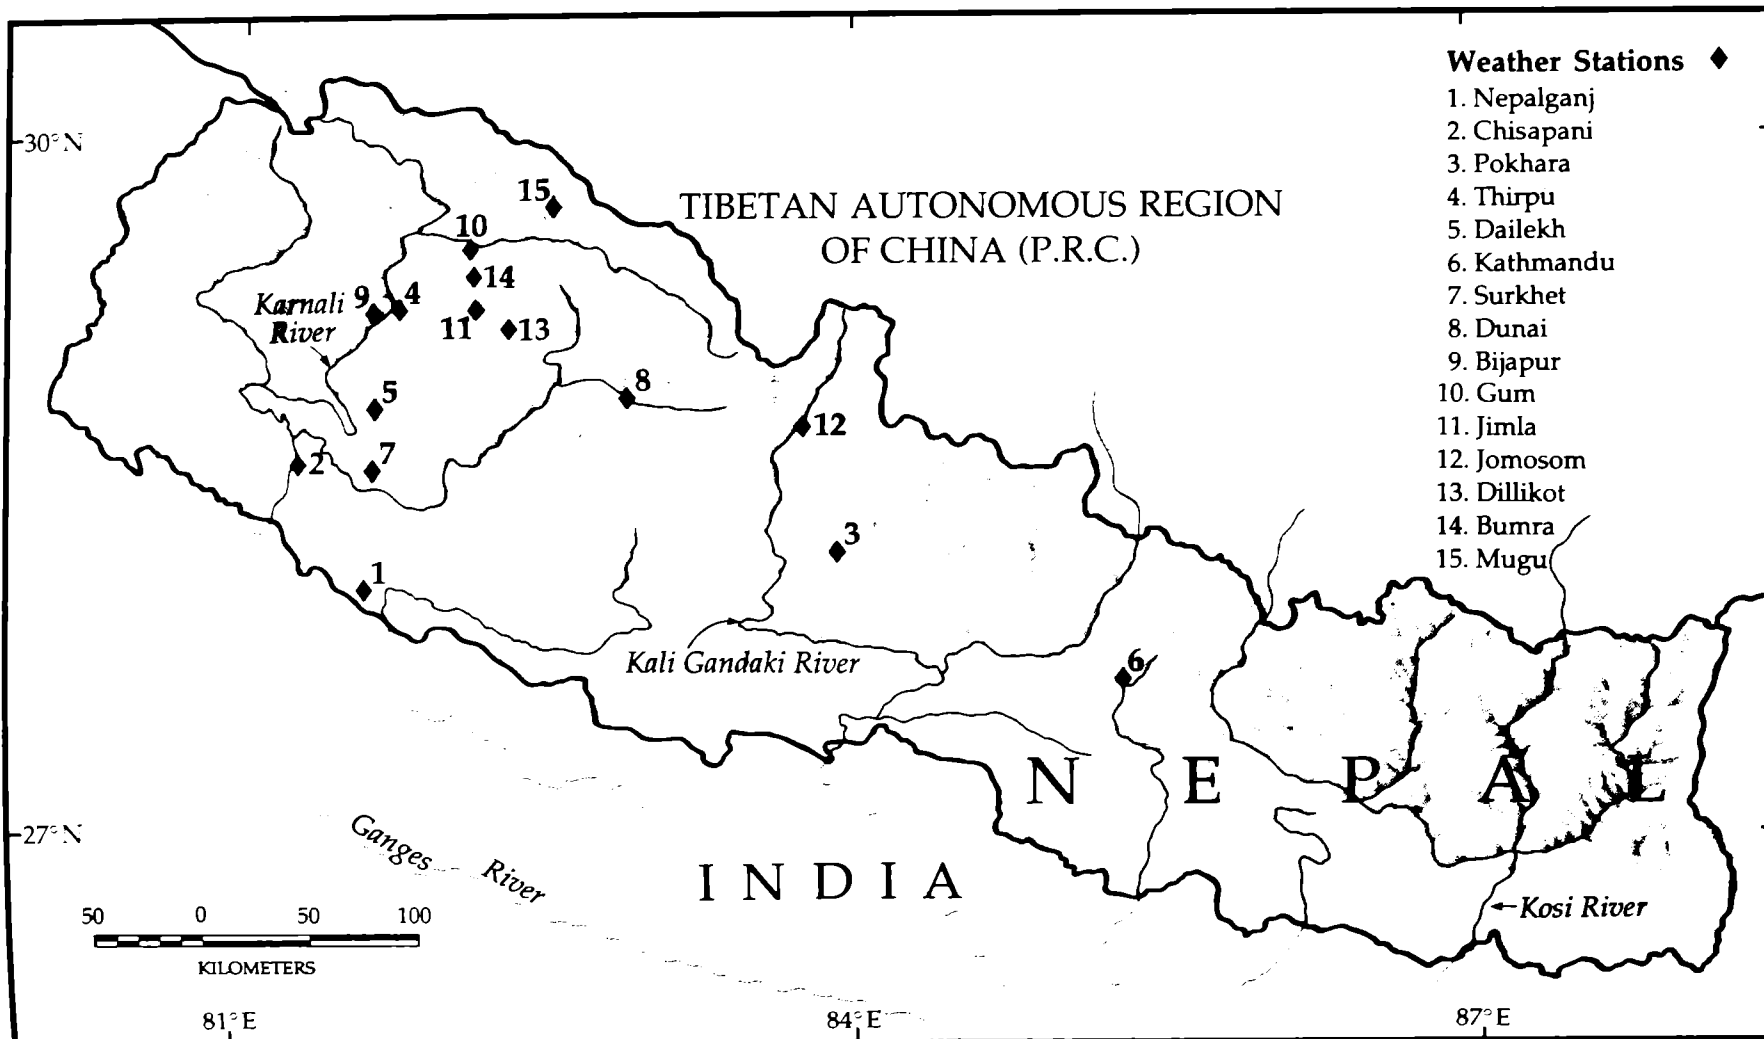 Weather Stations
1. Nepalganj
2. Chisapani
3. Pokhara
4. Thirpu
5. Dailekh
6. Kathmandu
7. Surkhet
8. Dunai
9. Bijapur
10. Gum
11. Jimla
12. Jomosom
13. Dillikot
14. Bumra
15. Mugu
30°N
15
TIBETAN AUTONOMOUS REGION
OF CHINA (P.R.C.)
10
14
Karnali
River
9
4
11
13
5
8
12
2
7
3
1
Kali Gandaki River
6
NEPAL
27°N
Ganges River
INDIA
Kosi River
50 0 50 100
KILOMETERS
81°E
84°E
87°E